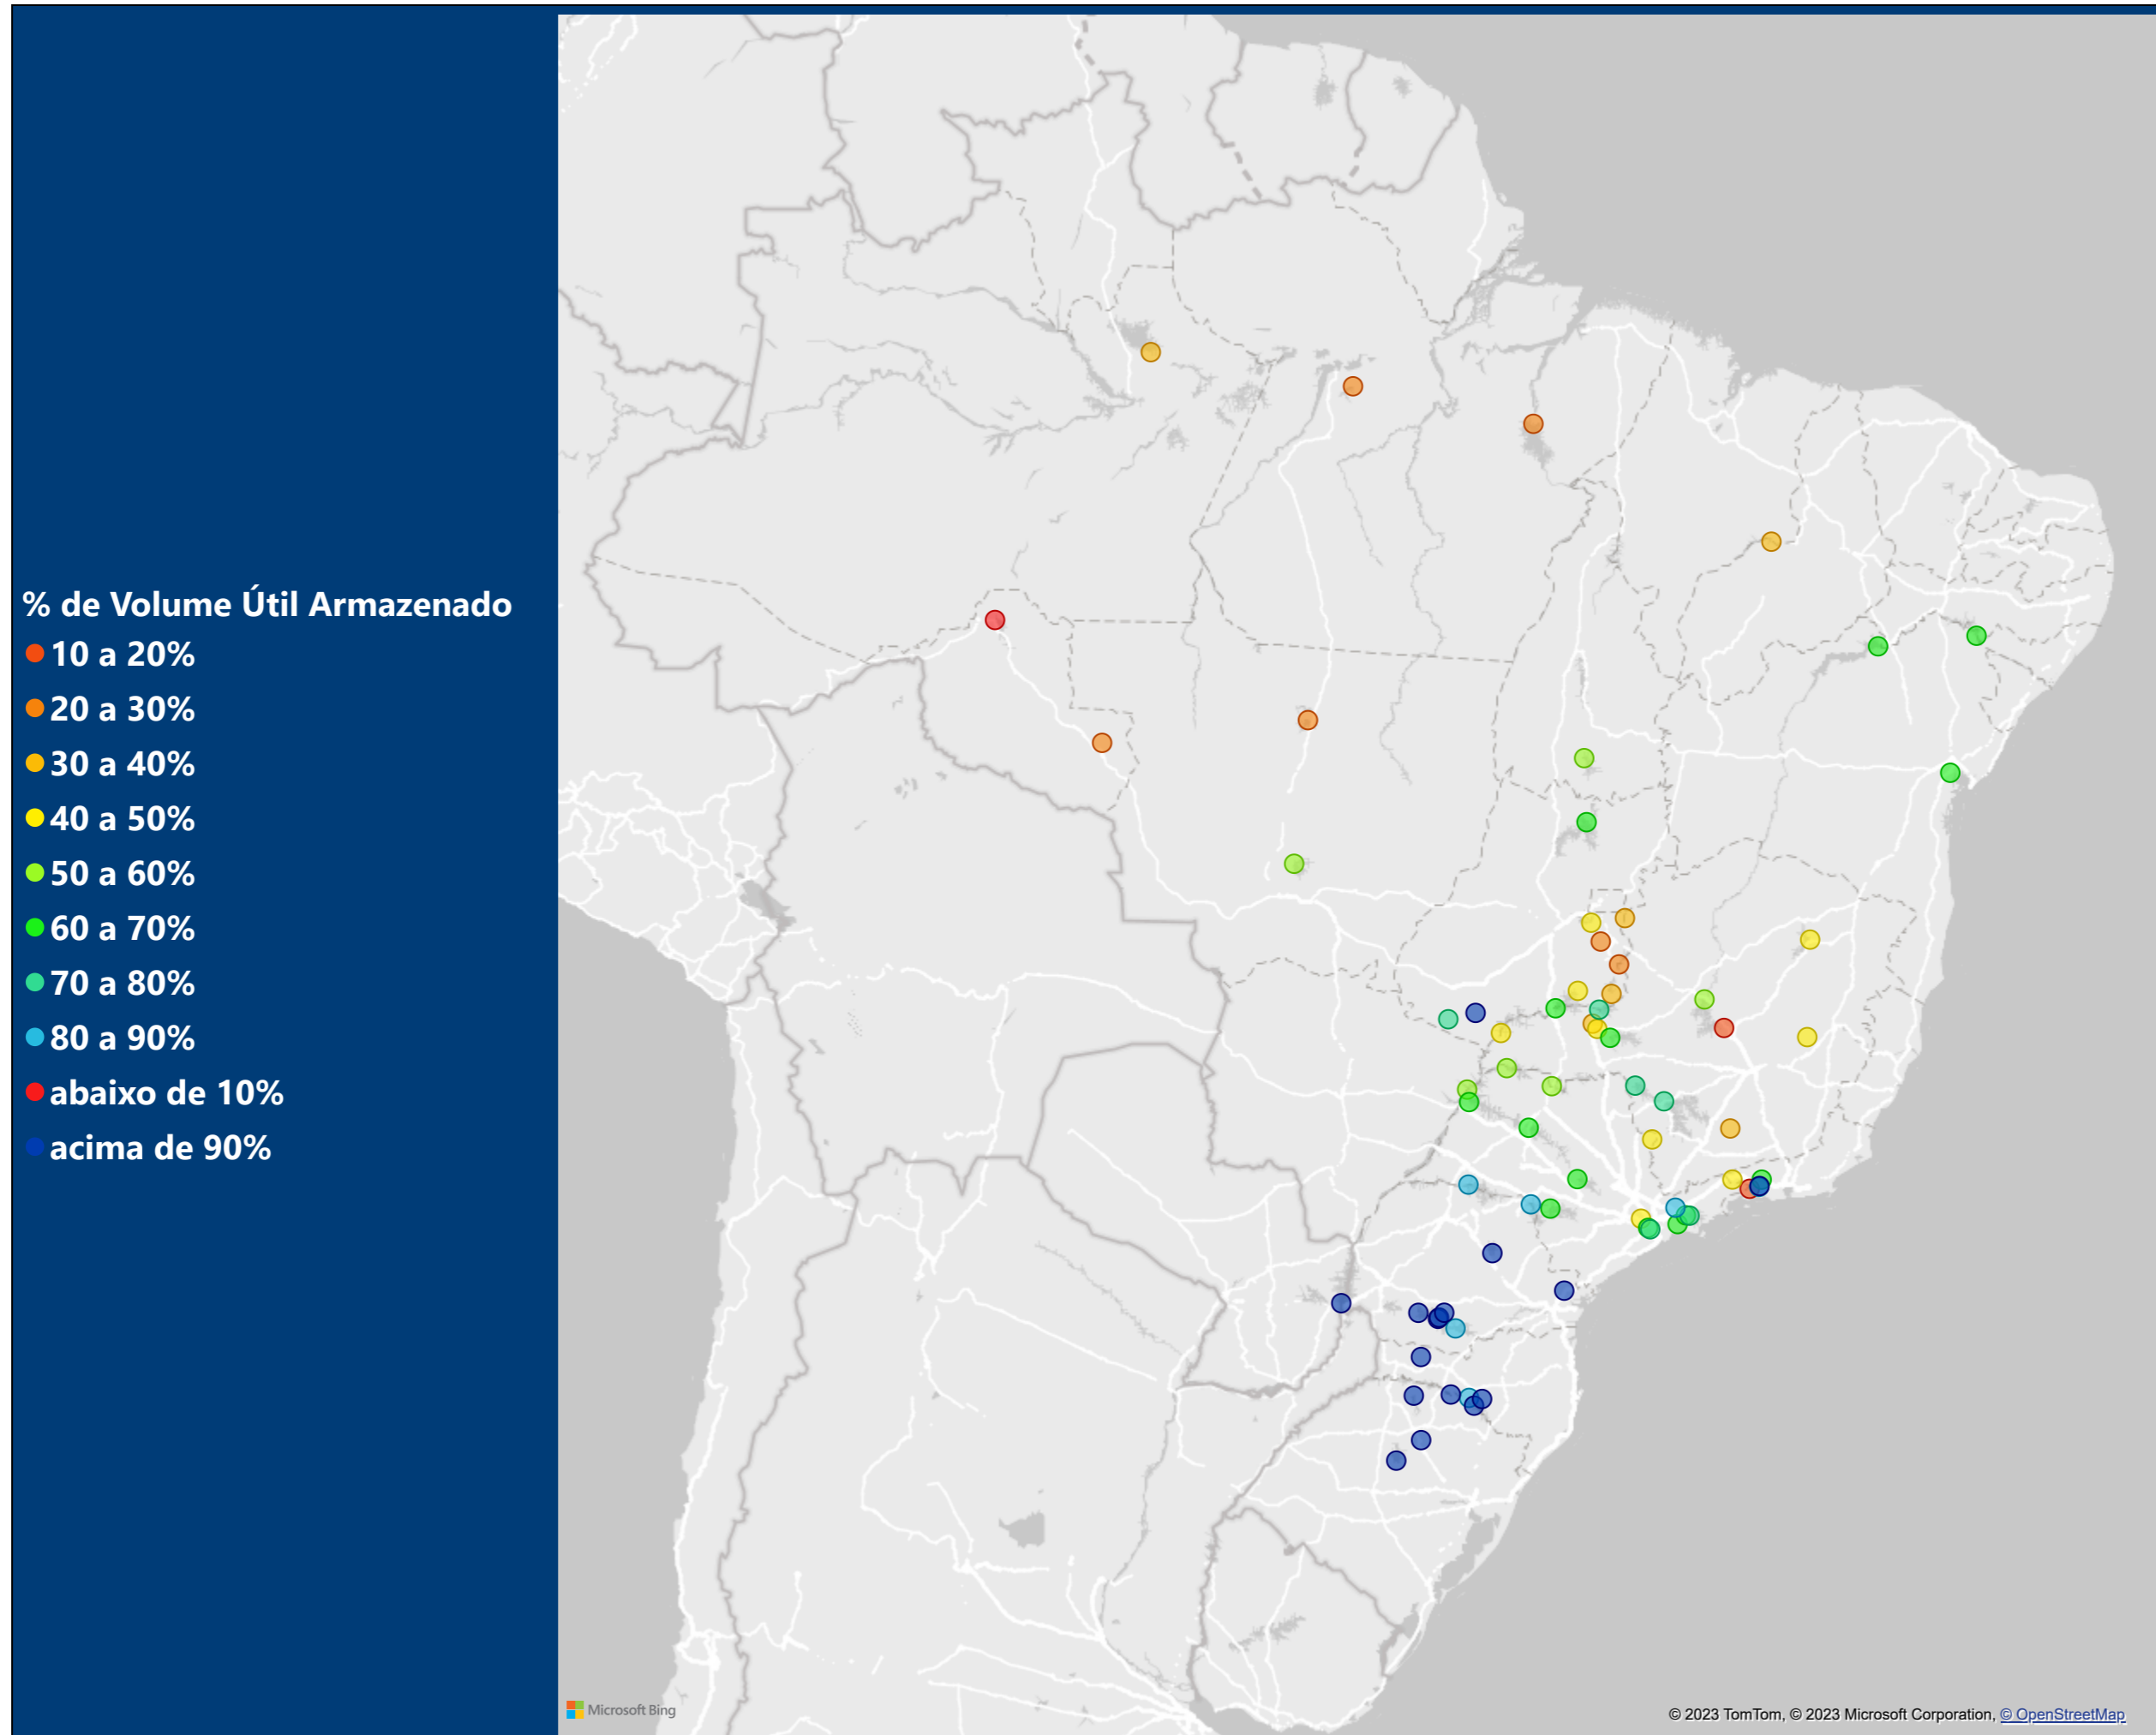 % de Volume Útil Armazenado
10 a 20%
20 a 30%
30 a 40%
40 a 50%
50 a 60%
60 a 70%
70 a 80%
80 a 90%
abaixo de 10%
acima de 90%
Microsoft Bing
© 2023 TomTom, © 2023 Microsoft Corporation, © OpenStreetMap